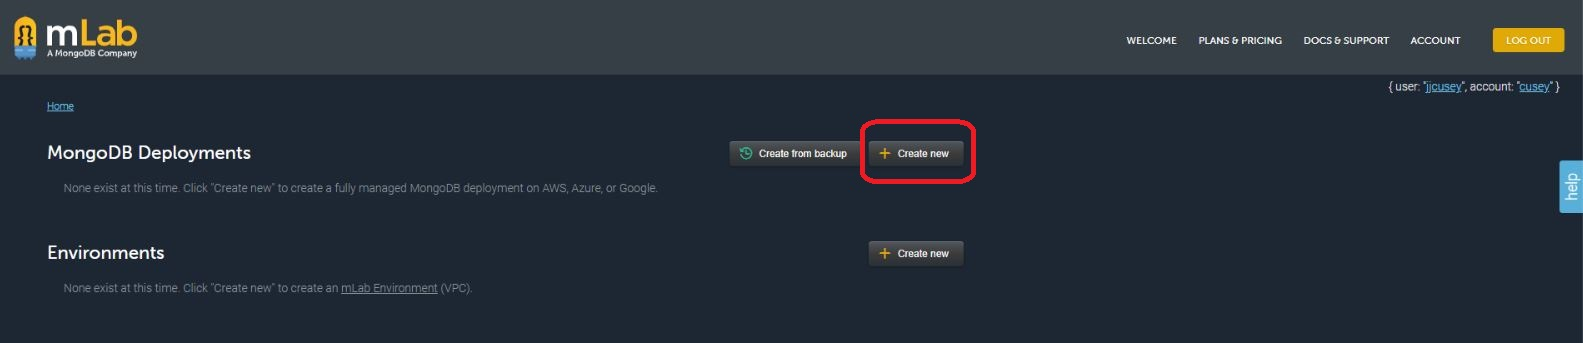 mLab
A MongoDB Company
WELCOME PLANS & PRICING DOCS & SUPPORT ACCOUNT LOG OUT
{ user: "jjcusey", account: "cusey" }
Home
MongoDB Deployments
Create from backup
Create new
None exist at this time. Click "Create new" to create a fully managed MongoDB deployment on AWS, Azure, or Google.
help
Environments
Create new
None exist at this time. Click "Create new" to create an mLab Environment (VPC).